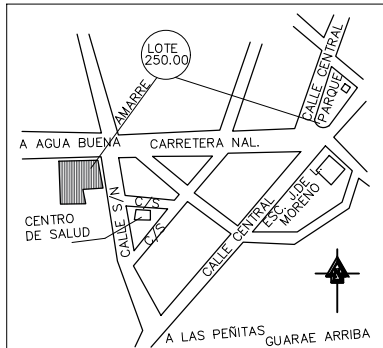 LOTE
250.00
CALLE CENTRAL
PARQUE
AMARRE
A AGUA BUENA
CARRETERA NAL.
CENTRO
DE SALUD
CALLE S/N
C/S
C/S
CALLE CENTRAL
ESC. J.DE
MORENO
A LAS PEÑITAS
GUARAE ARRIBA